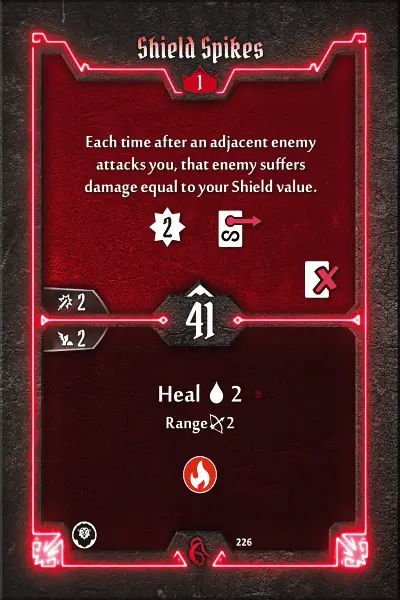 Shield Spikes
1
Each time after an adjacent enemy
attacks you, that enemy suffers
damage equal to your Shield value.
2
S
2
41
2
Heal 2
Range 2
226